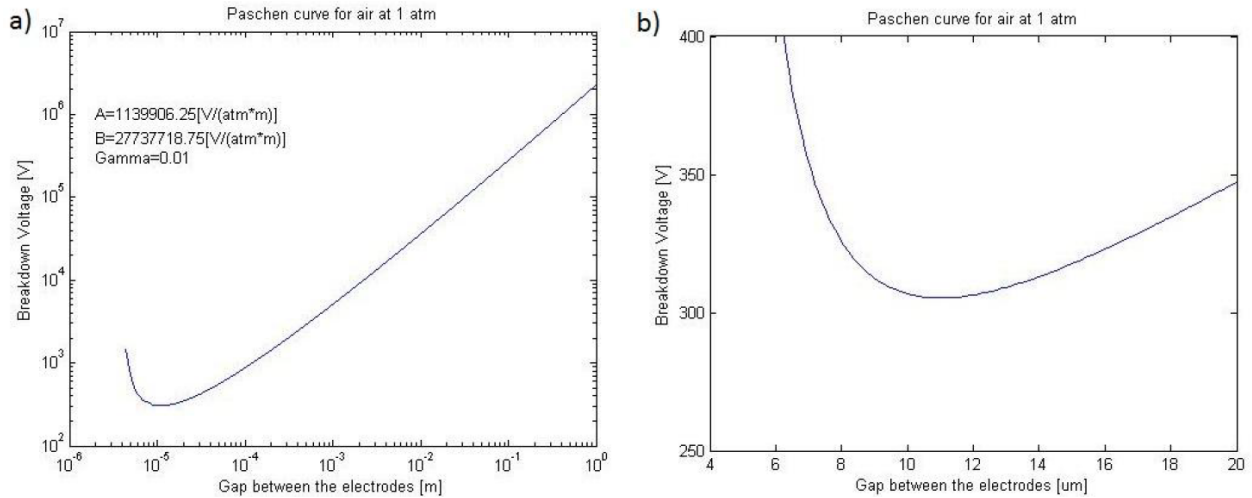 a)
Paschen curve for air at 1 atm
10^7
10^6
10^5
10^4
10^3
10^2
Breakdown Voltage [V]
A=1139906.25[V/(atm*m)]
B=27737718.75[V/(atm*m)]
Gamma=0.01
10^-6 10^-5 10^-4 10^-3 10^-2 10^-1 10^0
Gap between the electrodes [m]
b)
Paschen curve for air at 1 atm
400
350
300
250
Breakdown Voltage [V]
4 6 8 10 12 14 16 18 20
Gap between the electrodes [um]